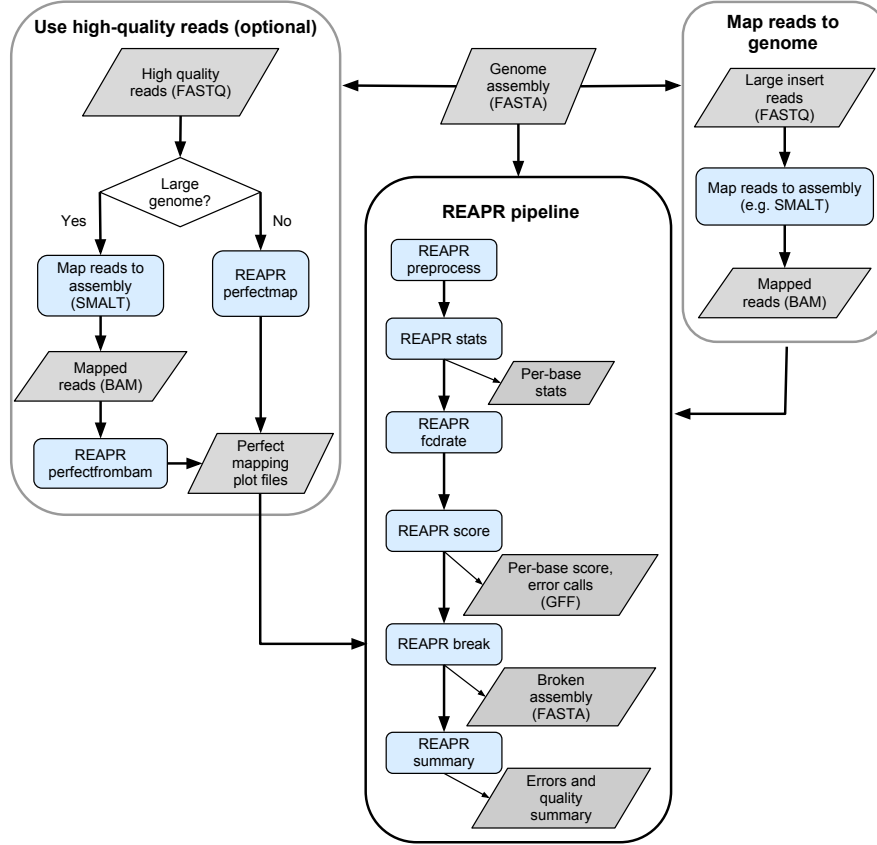 Use high-quality reads (optional)
High quality
reads (FASTQ)
Large
genome?
Yes
No
Map reads to
assembly
(SMALT)
REAPR
perfectmap
Mapped
reads (BAM)
REAPR
perfectfrombam
Perfect
mapping
plot files
Genome
assembly
(FASTA)
REAPR pipeline
REAPR
preprocess
REAPR stats
Per-base
stats
REAPR
fcdrate
REAPR score
Per-base score,
error calls
(GFF)
REAPR break
Broken
assembly
(FASTA)
REAPR
summary
Errors and
quality
summary
Map reads to
genome
Large insert
reads
(FASTQ)
Map reads to assembly
(e.g. SMALT)
Mapped
reads (BAM)